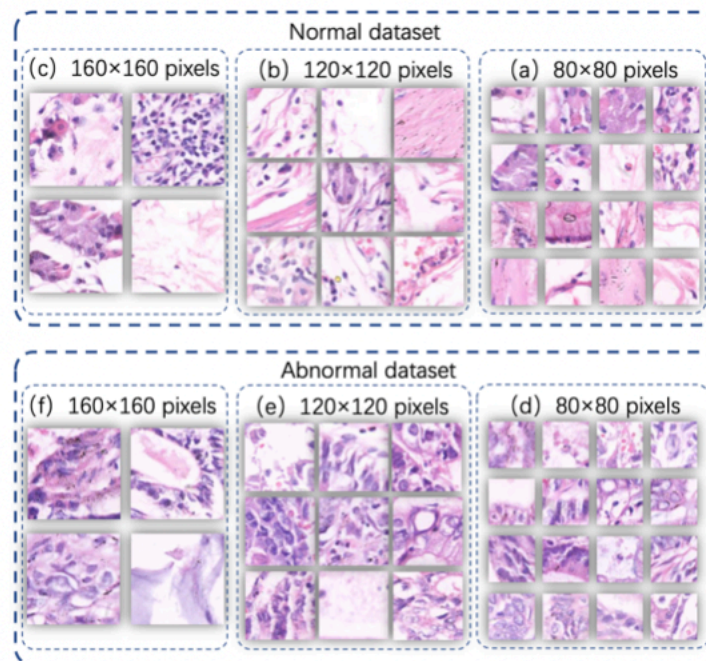 Normal dataset
(c) 160×160 pixels
(b) 120×120 pixels
(a) 80×80 pixels
Abnormal dataset
(f) 160×160 pixels
(e) 120×120 pixels
(d) 80×80 pixels